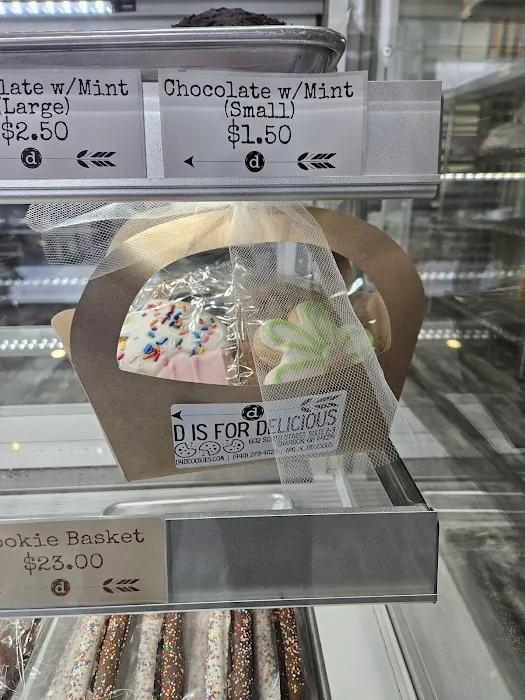 late w/Mint
(Large)
$2.50
d
Chocolate w/Mint
(Small)
$1.50
d
d
D IS FOR DELICIOUS
ookie Basket
$23.00
d